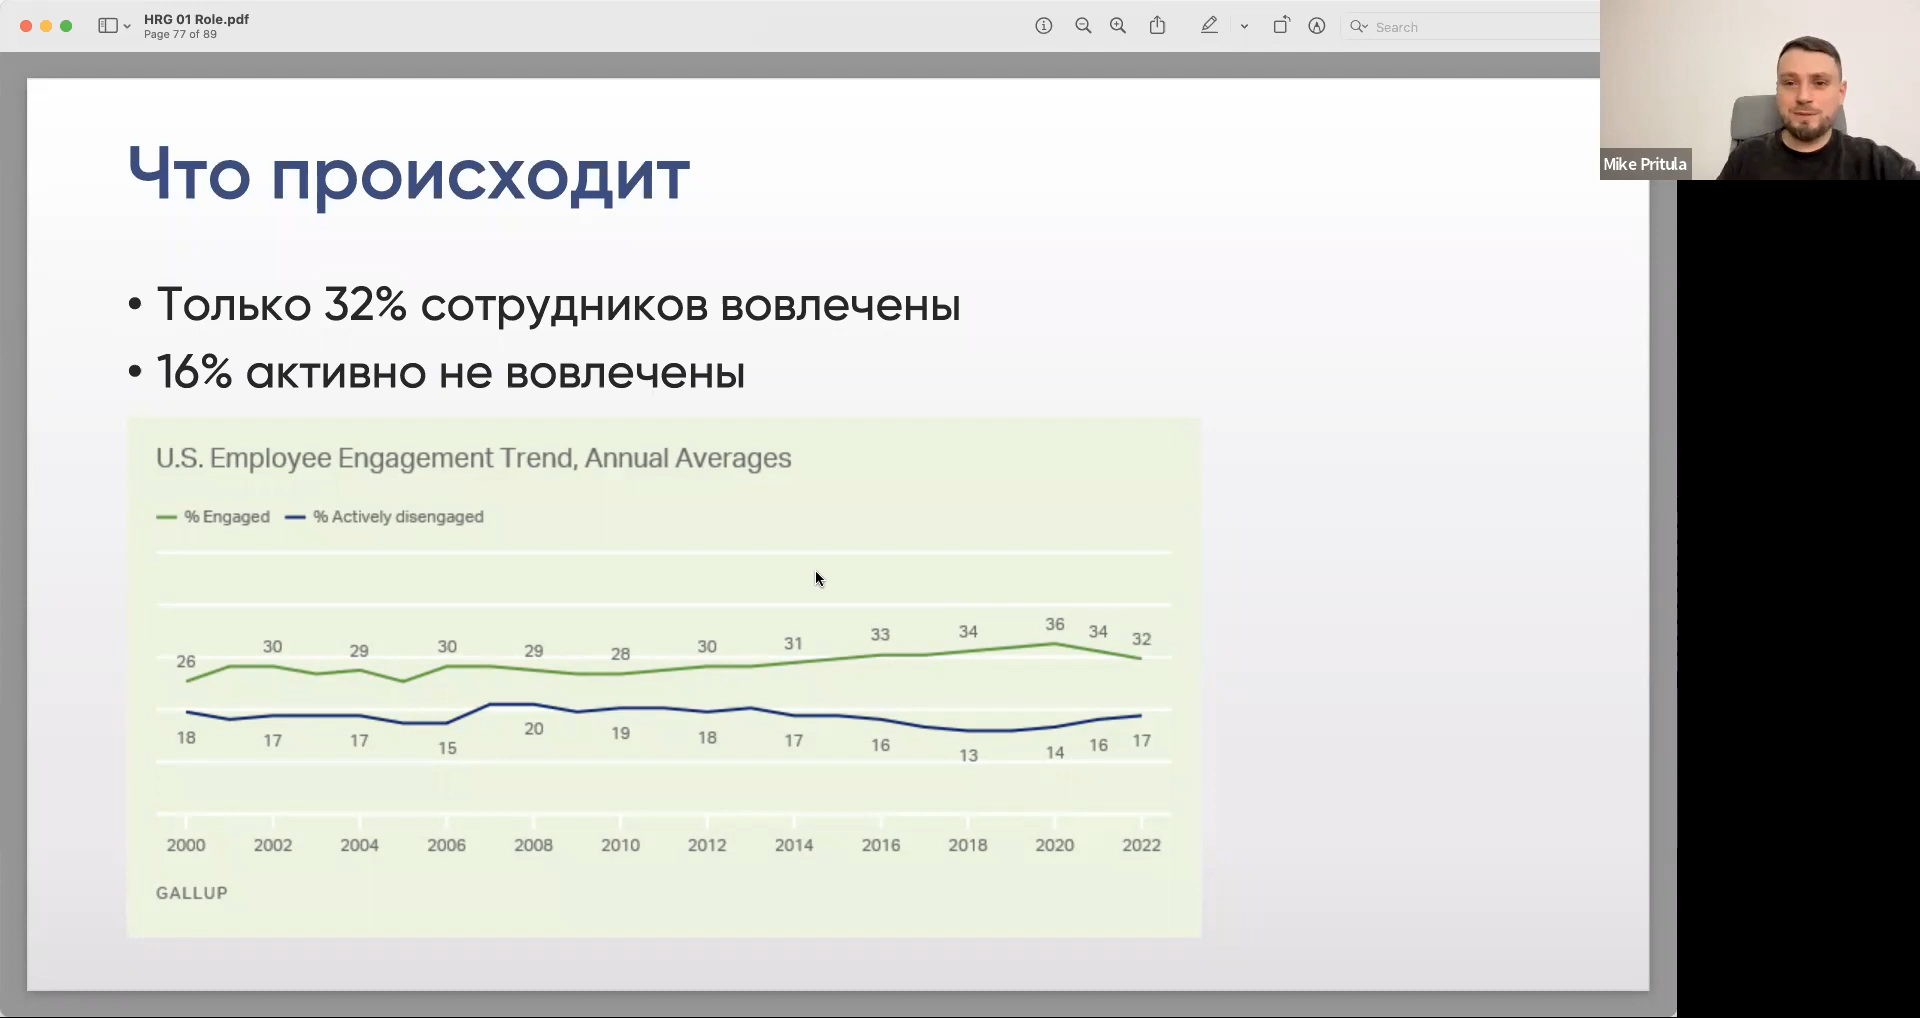 HRG 01 Role.pdf
Page 77 of 89
Search
Mike Pritula
Что происходит
• Только 32% сотрудников вовлечены
• 16% активно не вовлечены
U.S. Employee Engagement Trend, Annual Averages
% Engaged % Actively disengaged
26 30 29 30 29 28 30 31 33 34 36 34 32
18 17 17 15 20 19 18 17 16 13 14 16 17
2000 2002 2004 2006 2008 2010 2012 2014 2016 2018 2020 2022
GALLUP